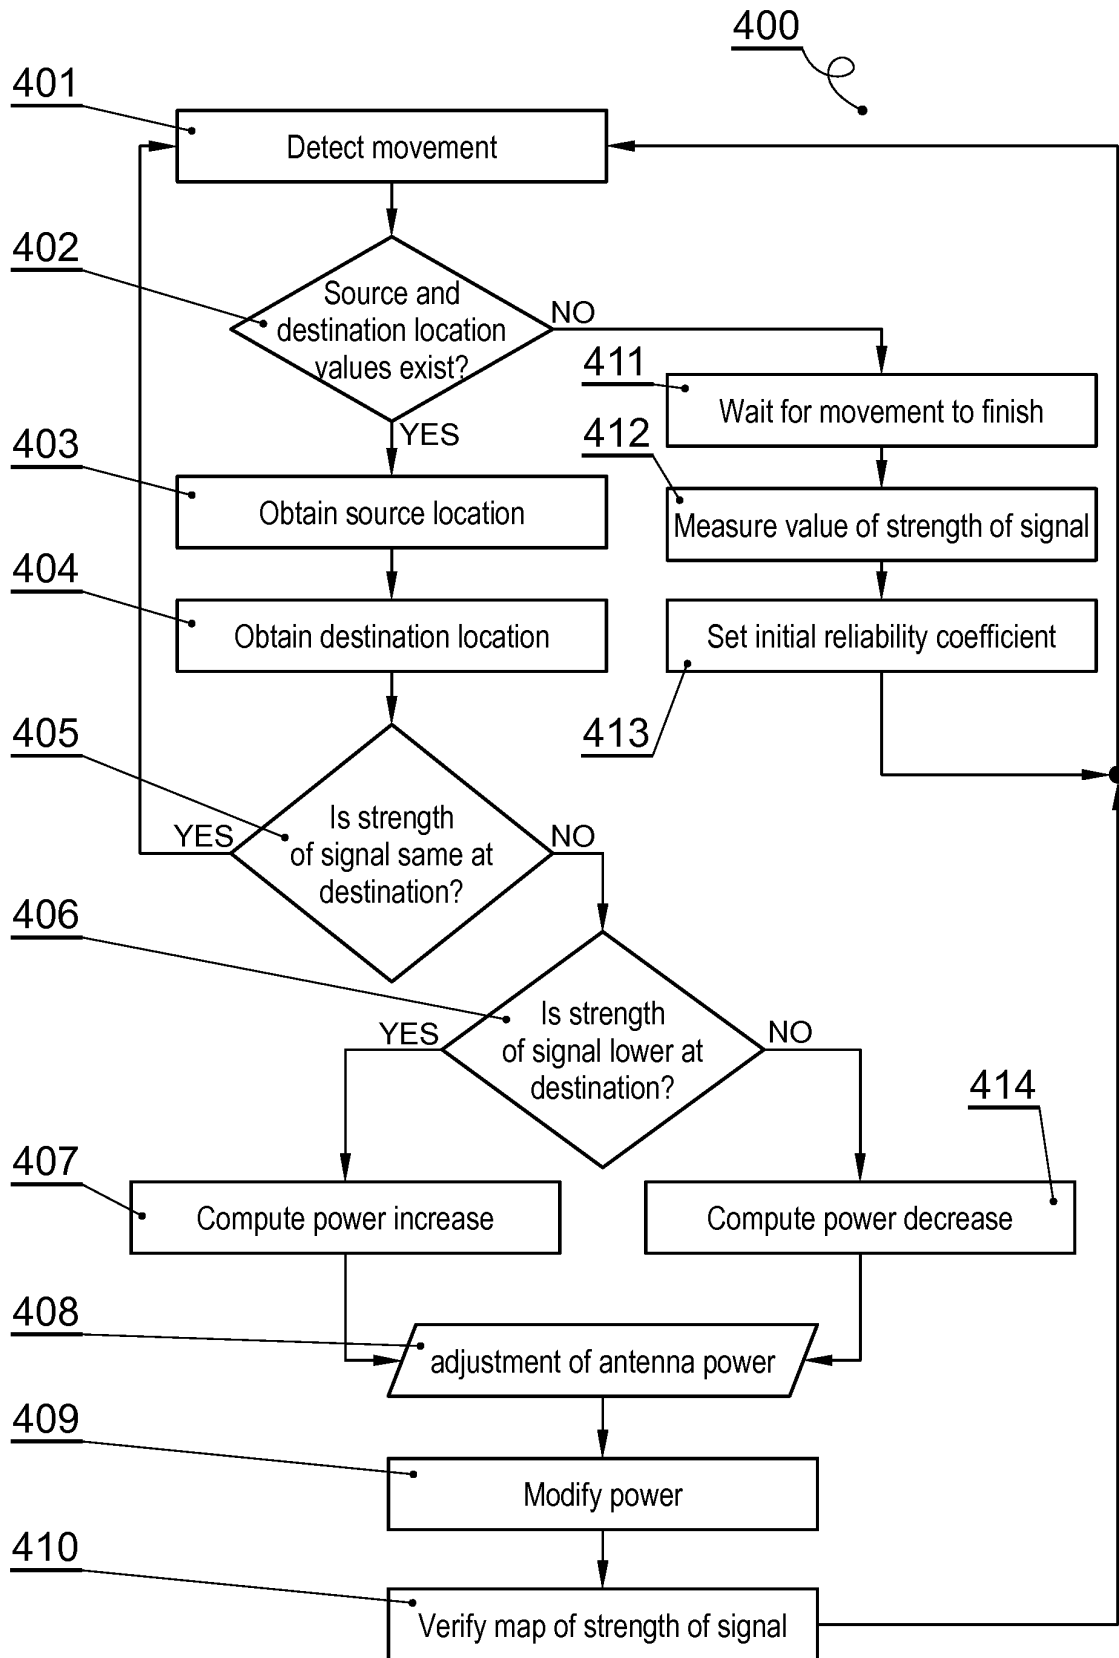 400
401
Detect movement
402
Source and
destination location
values exist?
NO
YES
411
Wait for movement to finish
403
Obtain source location
412
Measure value of strength of signal
404
Obtain destination location
Set initial reliability coefficient
413
405
Is strength
of signal same at
destination?
YES
NO
406
Is strength
of signal lower at
destination?
YES
NO
414
407
Compute power increase
Compute power decrease
408
adjustment of antenna power
409
Modify power
410
Verify map of strength of signal